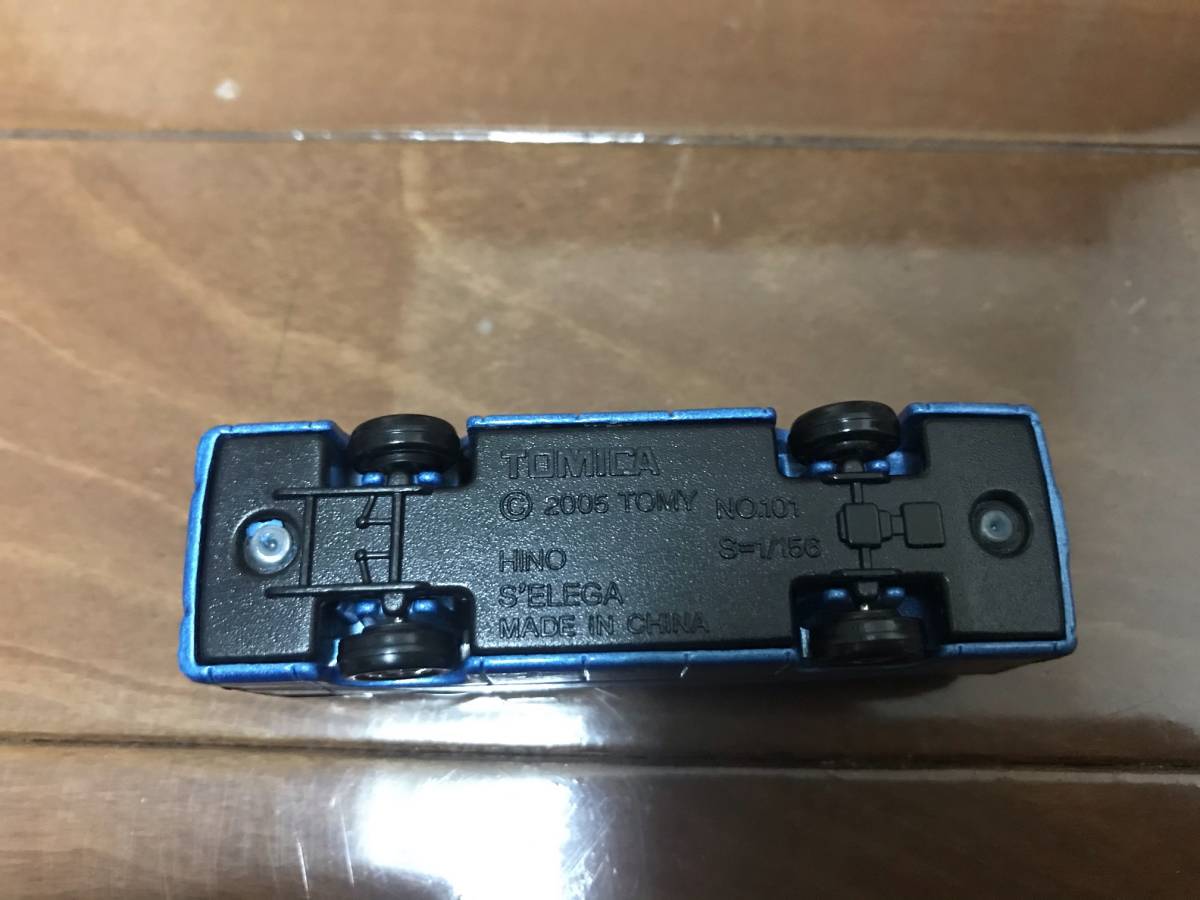 TOMICA
© 2005 TOMY NO.101
S=1/156
HINO
S'ELEGA
MADE IN CHINA